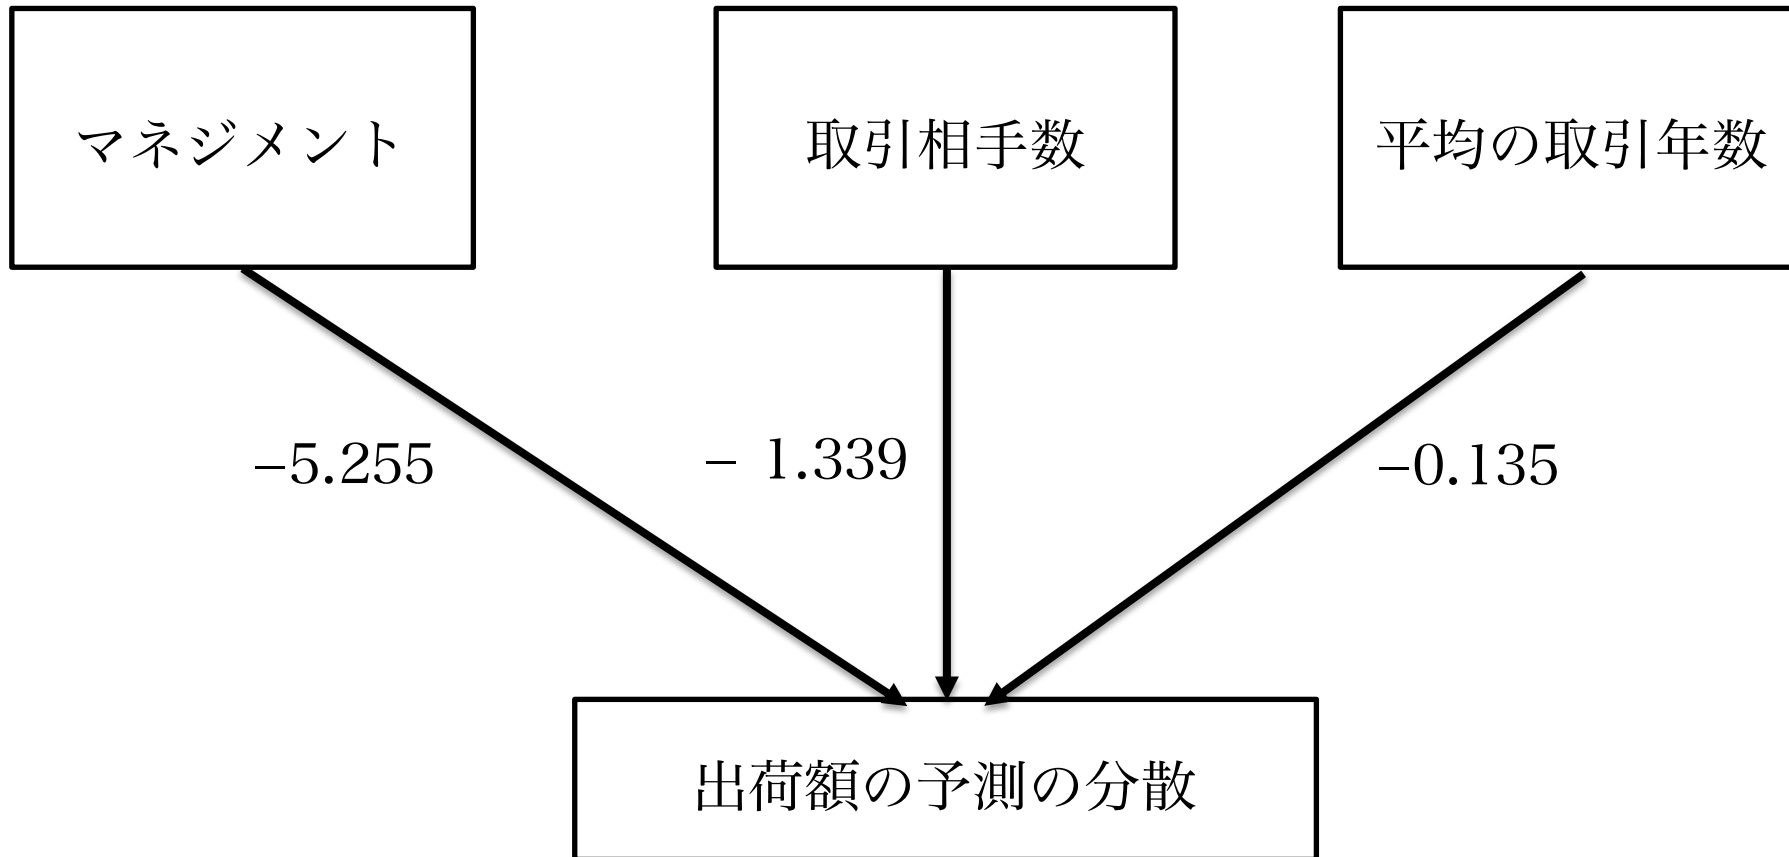 マネジメント
取引相手数
平均の取引年数
–5.255
– 1.339
–0.135
出荷額の予測の分散